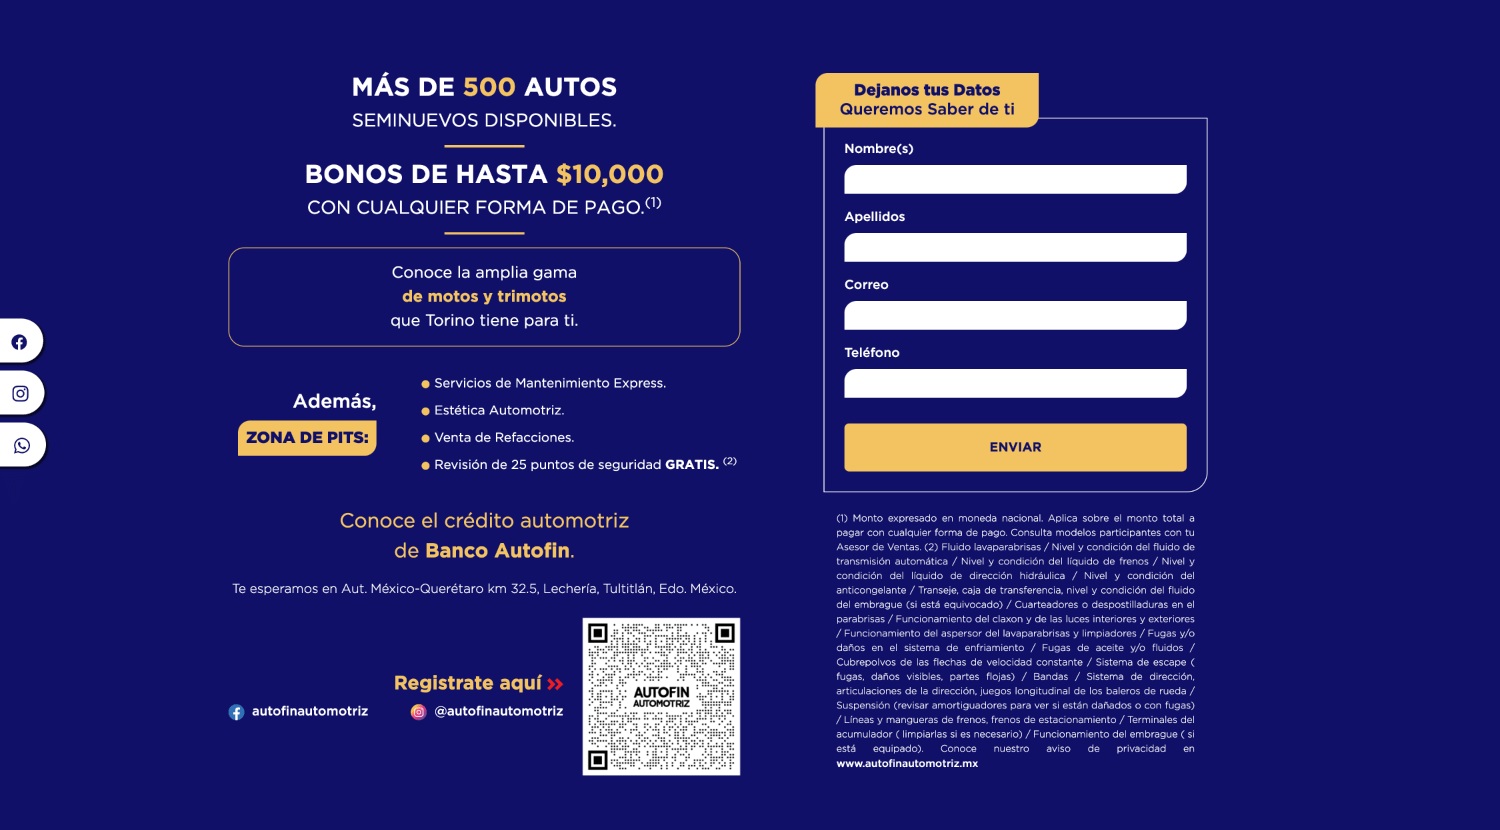 MÁS DE 500 AUTOS
SEMINUEVOS DISPONIBLES.
BONOS DE HASTA $10,000
CON CUALQUIER FORMA DE PAGO.(1)
Conoce la amplia gama
de motos y trimotos
que Torino tiene para ti.
Además,
ZONA DE PITS:
Servicios de Mantenimiento Express.
Estética Automotriz.
Venta de Refacciones.
Revisión de 25 puntos de seguridad GRATIS. (2)
Conoce el crédito automotriz
de Banco Autofin.
Te esperamos en Aut. México-Querétaro km 32.5, Lechería, Tultitlán, Edo. México.
Registrate aquí
autofinautomotriz
@autofinautomotriz
AUTOFIN
AUTOMOTRIZ
Dejanos tus Datos
Queremos Saber de ti
Nombre(s)
Apellidos
Correo
Teléfono
ENVIAR
(1) Monto expresado en moneda nacional. Aplica sobre el monto total a
pagar con cualquier forma de pago. Consulta modelos participantes con tu
Asesor de Ventas. (2) Fluido lavaparabrisas / Nivel y condición del fluido de
transmisión automática / Nivel y condición del líquido de frenos / Nivel y
condición del líquido de dirección hidráulica / Nivel y condición del
anticongelante / Transeje, caja de transferencia, nivel y condición del fluido
del embrague (si está equivocado) / Cuarteadores o despostilladuras en el
parabrisas / Funcionamiento del claxon y de las luces interiores y exteriores
/ Funcionamiento del aspersor del lavaparabrisas y limpiadores / Fugas y/o
daños en el sistema de enfriamiento / Fugas de aceite y/o fluidos /
Cubrepolvos de las flechas de velocidad constante / Sistema de escape (
fugas, daños visibles, partes flojas) / Bandas / Sistema de dirección,
articulaciones de la dirección, juegos longitudinal de los baleros de rueda /
Suspensión (revisar amortiguadores para ver si están dañados o con fugas)
/ Líneas y mangueras de frenos, frenos de estacionamiento / Terminales del
acumulador ( limpiarlas si es necesario) / Funcionamiento del embrague ( si
está equipado). Conoce nuestro aviso de privacidad en
www.autofinautomotriz.mx